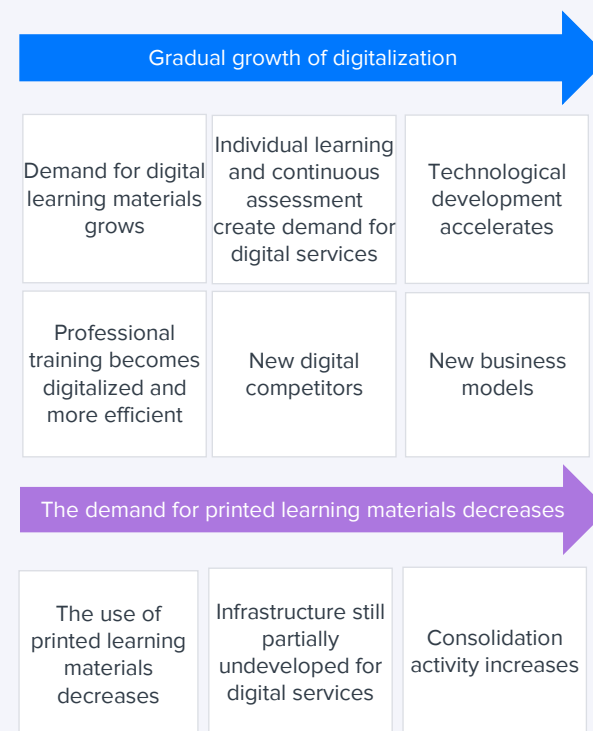 Gradual growth of digitalization
Demand for digital
learning materials
grows
Individual learning
and continuous
assessment
create demand for
digital services
Technological
development
accelerates
Professional
training becomes
digitalized and
more efficient
New digital
competitors
New business
models
The demand for printed learning materials decreases
The use of
printed learning
materials
decreases
Infrastructure still
partially
undeveloped for
digital services
Consolidation
activity increases